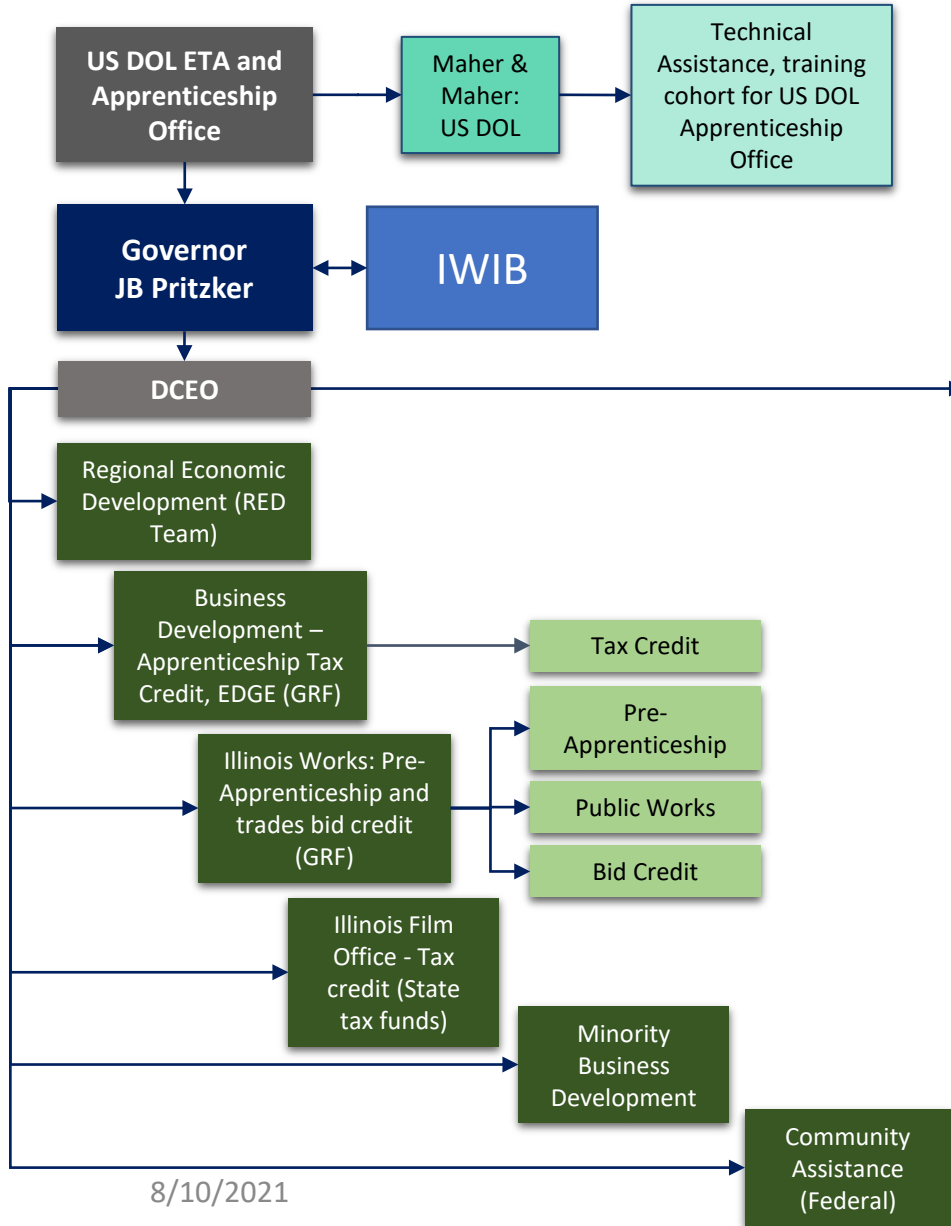 US DOL ETA and
Apprenticeship
Office
Maher &
Maher:
US DOL
Technical
Assistance, training
cohort for US DOL
Apprenticeship
Office
Governor
JB Pritzker
IWIB
DCEO
Regional Economic
Development (RED
Team)
Business
Development –
Apprenticeship Tax
Credit, EDGE (GRF)
Tax Credit
Illinois Works: Pre-
Apprenticeship and
trades bid credit
(GRF)
Pre-
Apprenticeship
Public Works
Bid Credit
Illinois Film
Office - Tax
credit (State
tax funds)
Minority
Business
Development
Community
Assistance
(Federal)
8/10/2021